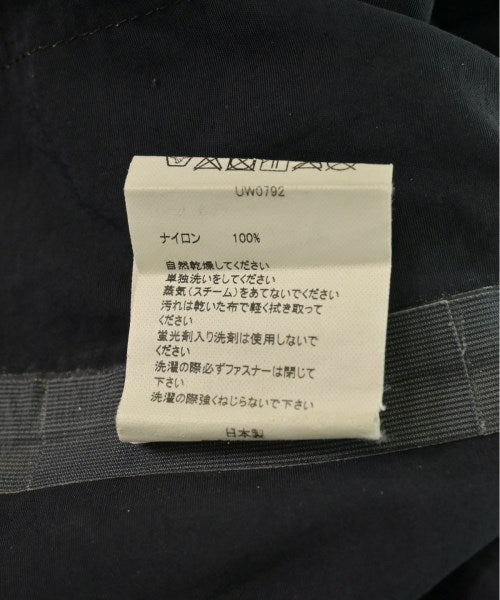 UW0792
ナイロン 100%
自然乾燥してください
単独洗いをしてください
蒸気(スチーム)をあてないでください
汚れは乾いた布で軽く拭き取って
ください
蛍光剤入り洗剤は使用しないで
ください
洗濯の際必ずファスナーは閉じて
下さい
洗濯の際強くねじらないで下さい
日本製